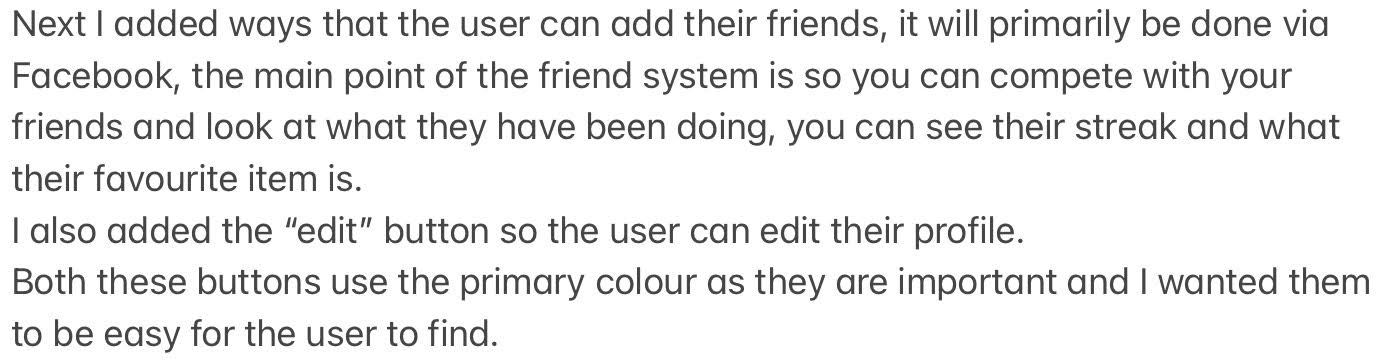 Next I added ways that the user can add their friends, it will primarily be done via
Facebook, the main point of the friend system is so you can compete with your
friends and look at what they have been doing, you can see their streak and what
their favourite item is.
I also added the “edit” button so the user can edit their profile.
Both these buttons use the primary colour as they are important and I wanted them
to be easy for the user to find.